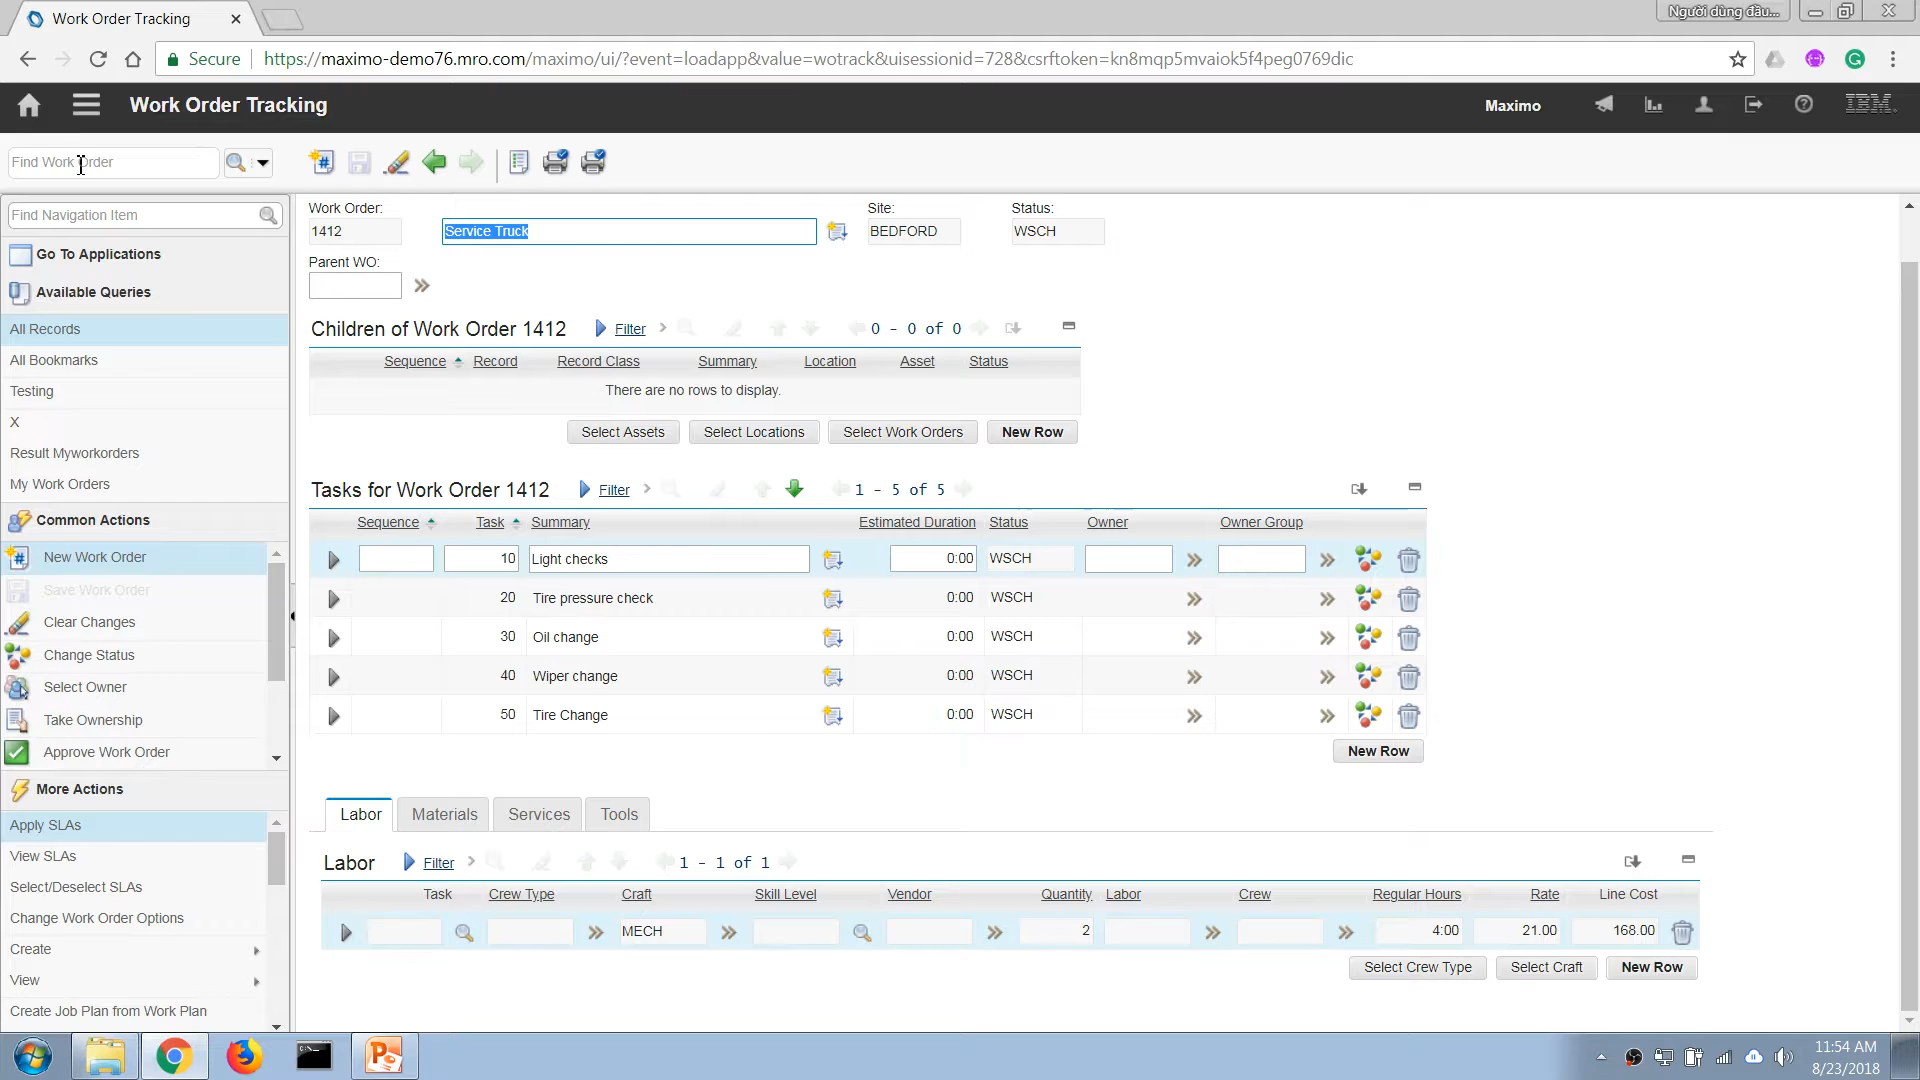 Work Order Tracking
Người dùng đầu...
Secure https://maximo-demo76.mro.com/maximo/ui/?event=loadapp&value=wotrack&uisessionid=728&csrftoken=kn8mqp5mvaiok5f4peg0769dic
Work Order Tracking
Maximo
IBM
Find Work Order
Find Navigation Item
Go To Applications
Available Queries
All Records
All Bookmarks
Testing
X
Result Myworkorders
My Work Orders
Common Actions
New Work Order
Save Work Order
Clear Changes
Change Status
Select Owner
Take Ownership
Approve Work Order
More Actions
Apply SLAs
View SLAs
Select/Deselect SLAs
Change Work Order Options
Create
View
Create Job Plan from Work Plan
Work Order: Site: Status:
1412 Service Truck BEDFORD WSCH
Parent WO:
Children of Work Order 1412 Filter 0 - 0 of 0
Sequence Record Record Class Summary Location Asset Status
There are no rows to display.
Select Assets Select Locations Select Work Orders New Row
Tasks for Work Order 1412 Filter 1 - 5 of 5
Sequence Task Summary Estimated Duration Status Owner Owner Group
10 Light checks 0:00 WSCH
20 Tire pressure check 0:00 WSCH
30 Oil change 0:00 WSCH
40 Wiper change 0:00 WSCH
50 Tire Change 0:00 WSCH
New Row
Labor Materials Services Tools
Labor Filter 1 - 1 of 1
Task Crew Type Craft Skill Level Vendor Quantity Labor Crew Regular Hours Rate Line Cost
MECH 2 4:00 21.00 168.00
Select Crew Type Select Craft New Row
11:54 AM
8/23/2018